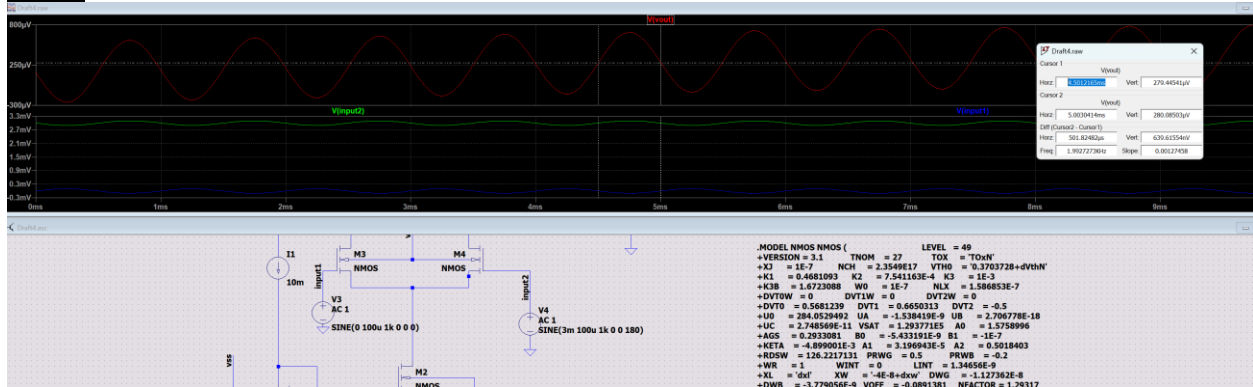 Draft4.raw
V(vout)
800µV
250µV
-300µV
V(input2) V(input1)
3.3mV
2.7mV
2.1mV
1.5mV
0.9mV
0.3mV
-0.3mV
0ms 1ms 2ms 3ms 4ms 5ms 6ms 7ms 8ms 9ms
Draft4.raw
Cursor 1
V(vout)
Horz: 4.5012165ms Vert: 279.44541µV
Cursor 2
V(vout)
Horz: 5.0030414ms Vert: 280.08503µV
Diff (Cursor2 - Cursor1)
Horz: 501.82482µs Vert: 639.61554nV
Freq: 1.9927273KHz Slope: 0.00127458
Draft4.asc
I1
10m
M3
NMOS
M4
NMOS
input1
input2
V3
AC 1
SINE(0 100u 1k 0 0 0)
V4
AC 1
SINE(3m 100u 1k 0 0 180)
vss
M2
NMOS
.MODEL NMOS NMOS ( LEVEL = 49
+VERSION = 3.1 TNOM = 27 TOX = 'TOxN'
+XJ = 1E-7 NCH = 2.3549E17 VTH0 = '0.3703728+dVthN'
+K1 = 0.4681093 K2 = 7.541163E-4 K3 = 1E-3
+K3B = 1.6723088 W0 = 1E-7 NLX = 1.586853E-7
+DVT0W = 0 DVT1W = 0 DVT2W = 0
+DVT0 = 0.5681239 DVT1 = 0.6650313 DVT2 = -0.5
+U0 = 284.0529492 UA = -1.538419E-9 UB = 2.706778E-18
+UC = 2.748569E-11 VSAT = 1.293771E5 A0 = 1.5758996
+AGS = 0.2933081 B0 = -5.433191E-9 B1 = -1E-7
+KETA = -4.899001E-3 A1 = 3.196943E-5 A2 = 0.5018403
+RDSW = 126.2217131 PRWG = 0.5 PRWB = -0.2
+WR = 1 WINT = 0 LINT = 1.34656E-9
+XL = 'dxl' XW = '-4E-8+dxw' DWG = -1.127362E-8
+DWB = -3.779056E-9 VOFF = -0.0891381 NFACTOR = 1.29317